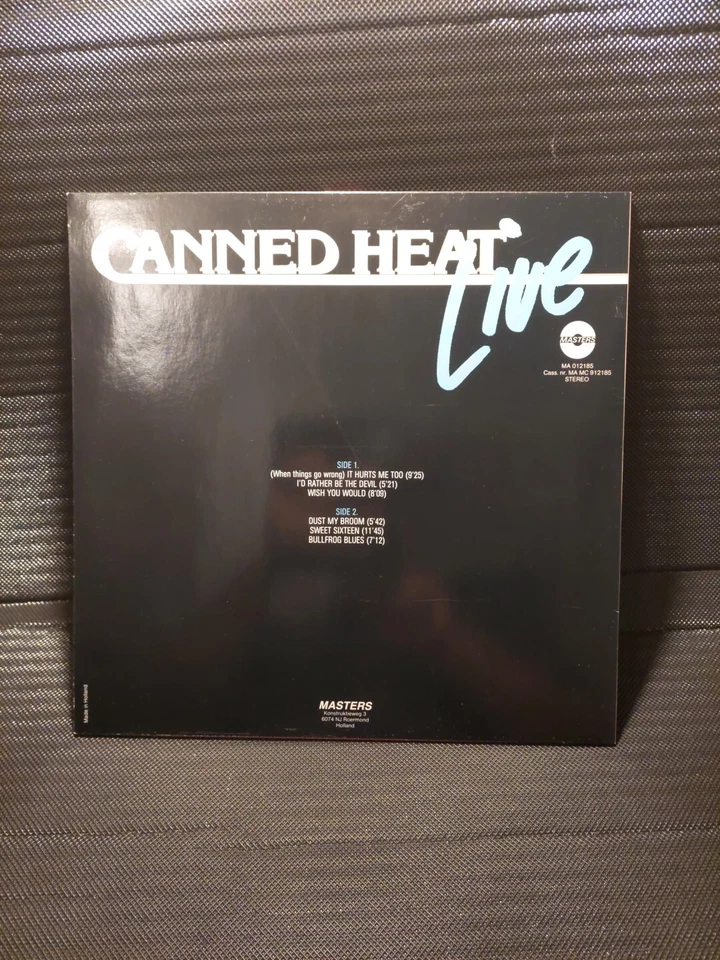 CANNED HEAT
Live
MASTERS
MA 012185
Cass. nr. MA MC 912185
STEREO
SIDE 1.
(When things go wrong) IT HURTS ME TOO (9'25)
I'D RATHER BE THE DEVIL (5'21)
WISH YOU WOULD (8'09)
SIDE 2.
DUST MY BROOM (5'42)
SWEET SIXTEEN (11'45)
BULLFROG BLUES (7'12)
Made in Holland
MASTERS
Konstruktieweg 3
6074 NJ Roermond
Holland